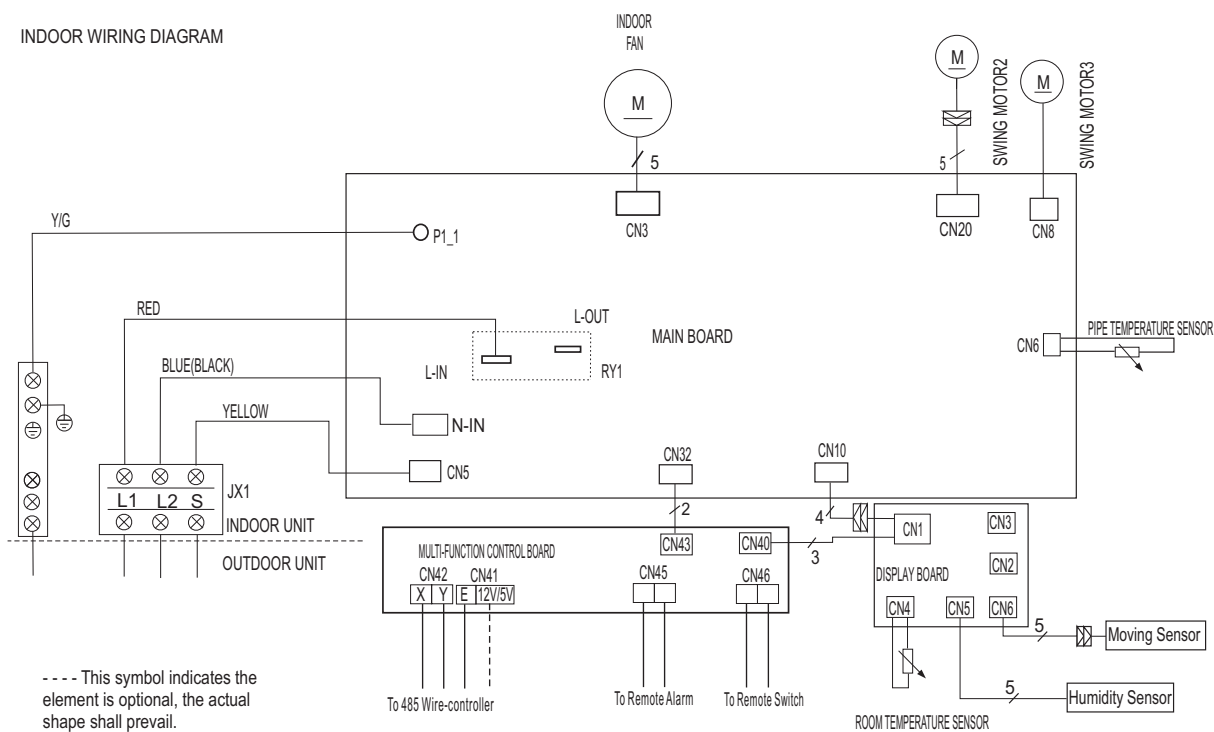 INDOOR WIRING DIAGRAM
INDOOR
FAN
M
M
M
SWING MOTOR2
SWING MOTOR3
5
5
CN3
CN20
CN8
Y/G
P1_1
RED
L-OUT
MAIN BOARD
L-IN
RY1
CN6
PIPE TEMPERATURE SENSOR
BLUE(BLACK)
N-IN
YELLOW
CN5
CN32
CN10
L1 L2 S
JX1
INDOOR UNIT
OUTDOOR UNIT
2
4
3
MULTI-FUNCTION CONTROL BOARD
CN43
CN40
CN42
CN41
X Y E 12V/5V
CN45
CN46
CN1
CN3
CN2
DISPLAY BOARD
CN4
CN5
CN6
5
Moving Sensor
5
Humidity Sensor
To 485 Wire-controller
To Remote Alarm
To Remote Switch
ROOM TEMPERATURE SENSOR
- - - - This symbol indicates the
element is optional, the actual
shape shall prevail.